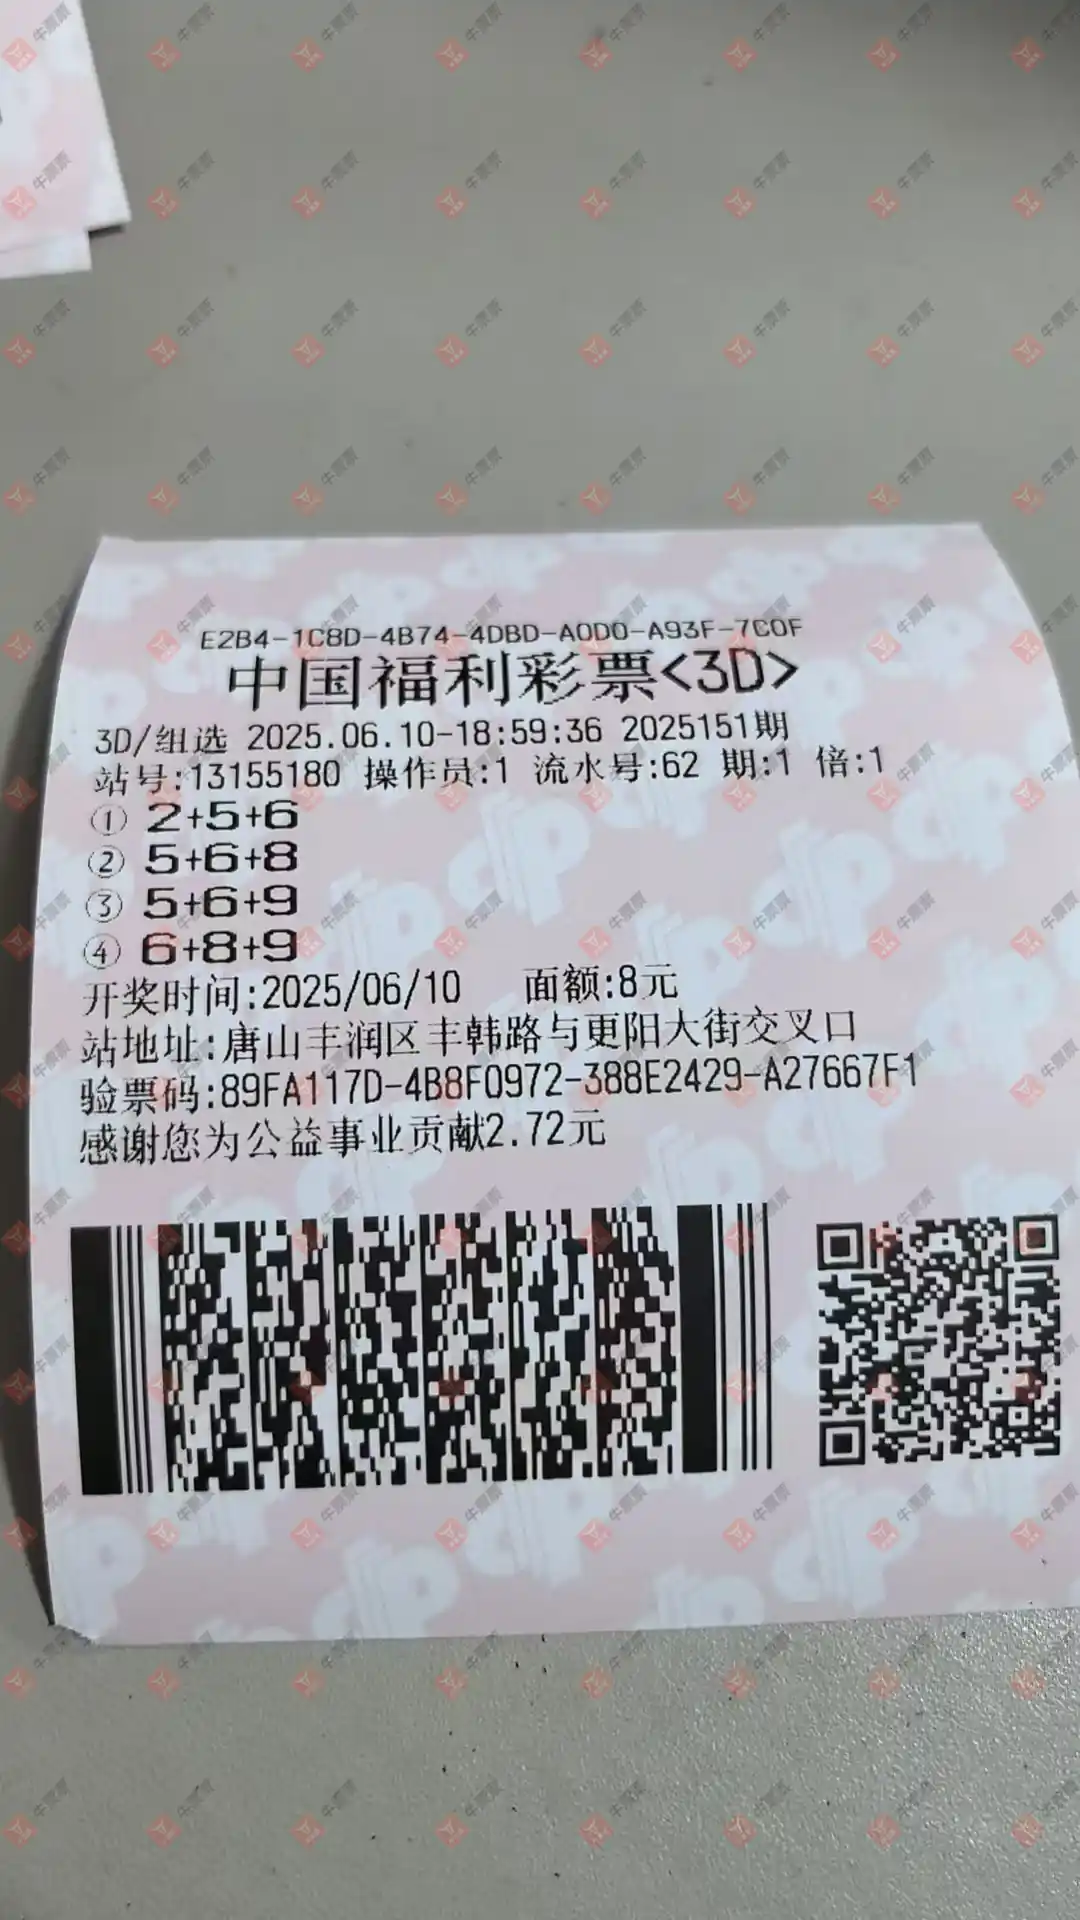 E2B4-1C8D-4B74-4DBD-A0D0-A93F-7C0F
中国福利彩票<3D>
3D/组选 2025.06.10-18:59:36 2025151期
站号:13155180 操作员:1 流水号:62 期:1 倍:1
① 2+5+6
② 5+6+8
③ 5+6+9
④ 6+8+9
开奖时间:2025/06/10 面额:8元
站地址:唐山丰润区丰韩路与更阳大街交叉口
验票码:89FA117D-4B8F0972-388E2429-A27667F1
感谢您为公益事业贡献2.72元
牛票票